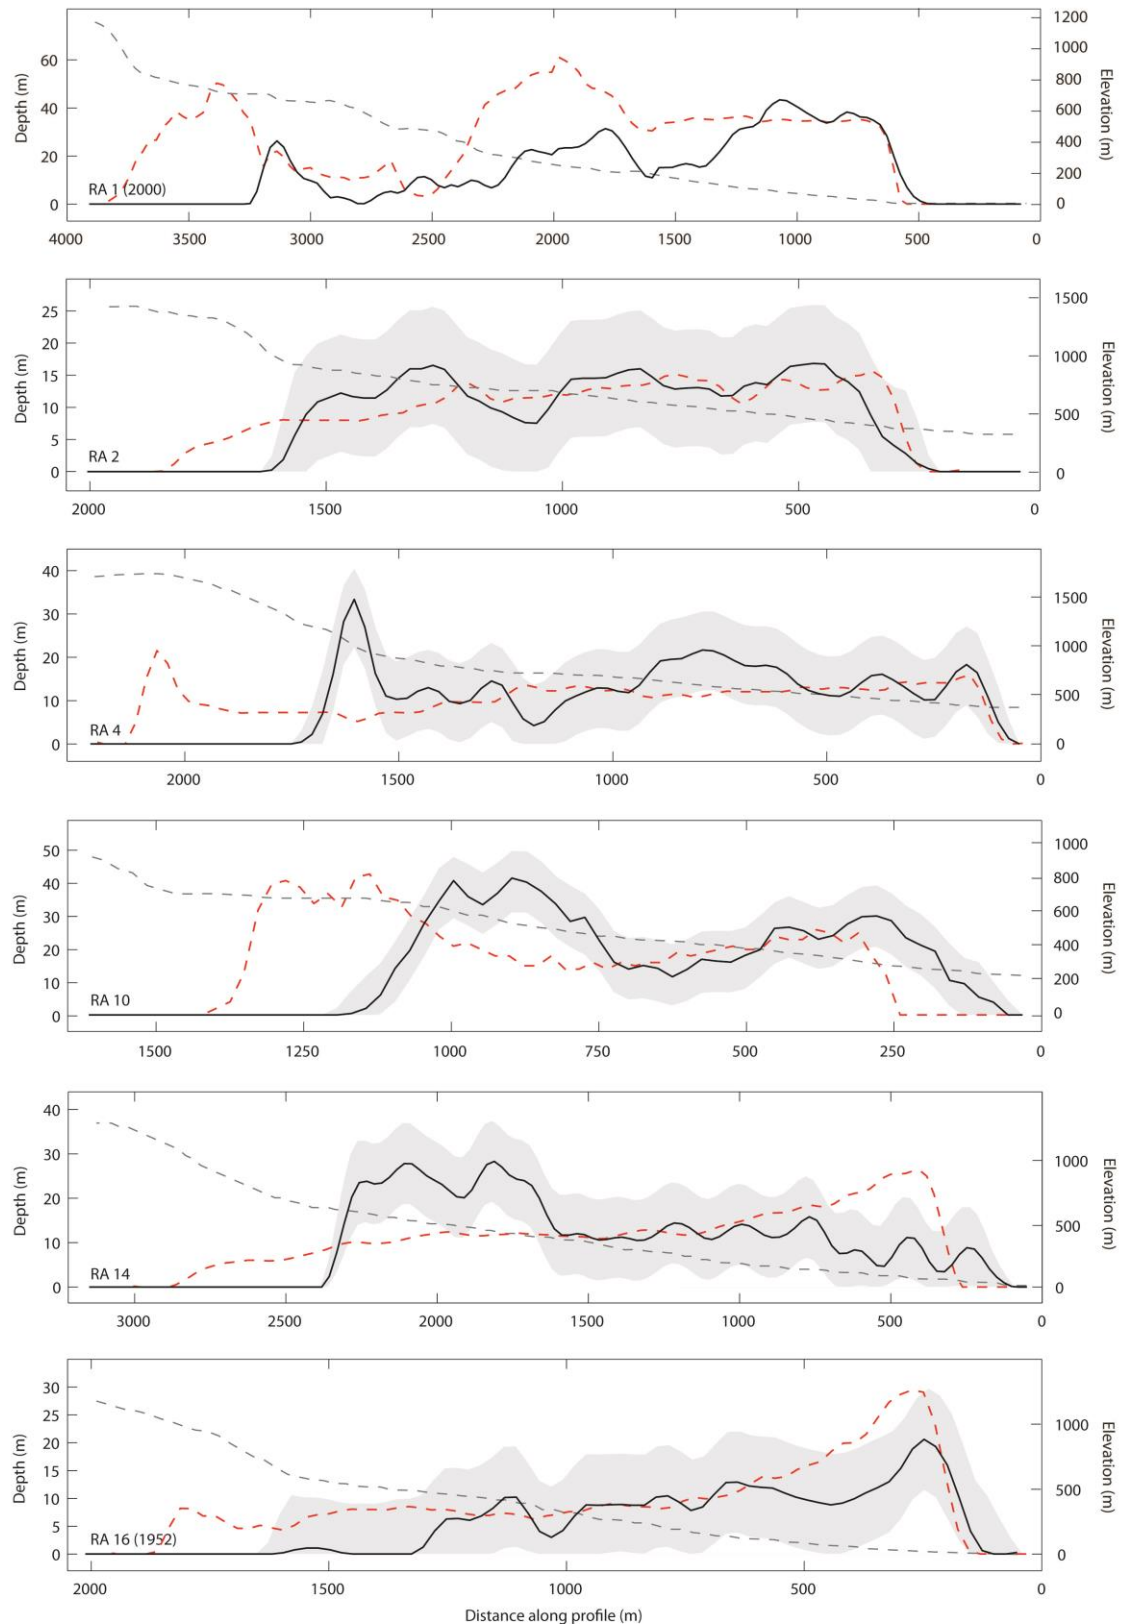 1200
60
1000
800
40
600
400
20
200
RA 1 (2000)
0
0
4000 3500 3000 2500 2000 1500 1000 500 0
Depth (m)
Elevation (m)
25
1500
20
15
1000
10
500
5
RA 2
0
0
2000 1500 1000 500 0
Depth (m)
Elevation (m)
40
30
1500
20
1000
10
500
RA 4
0
0
2000 1500 1000 500 0
Depth (m)
Elevation (m)
50
1000
40
800
30
600
20
400
10
200
RA 10
0
0
1500 1250 1000 750 500 250 0
Depth (m)
Elevation (m)
40
30
1000
20
500
10
RA 14
0
0
3000 2500 2000 1500 1000 500 0
Depth (m)
Elevation (m)
30
25
1000
20
15
500
10
5
RA 16 (1952)
0
0
2000 1500 1000 500 0
Depth (m)
Elevation (m)
Distance along profile (m)